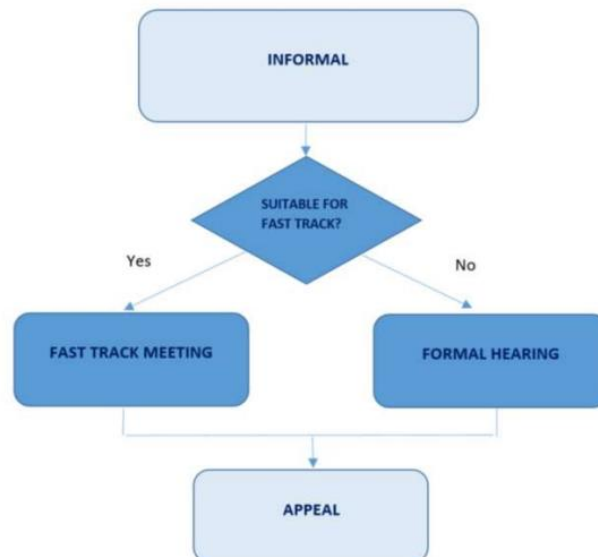 INFORMAL
SUITABLE FOR
FAST TRACK?
Yes
No
FAST TRACK MEETING
FORMAL HEARING
APPEAL